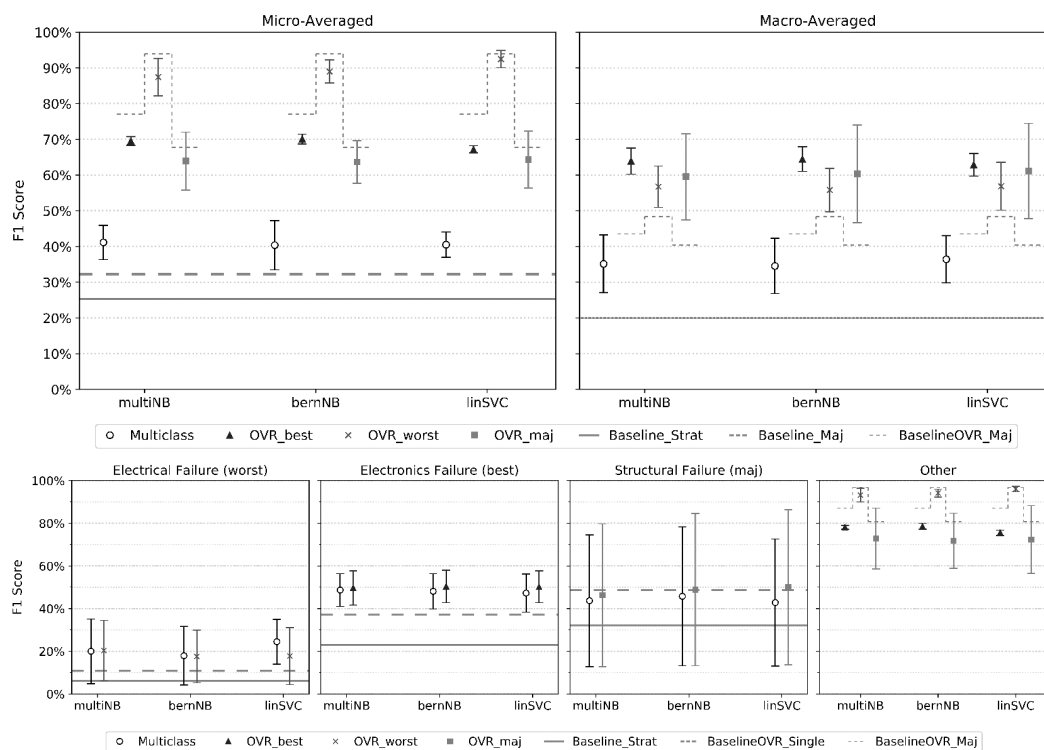 Micro-Averaged
Macro-Averaged
F1 Score
100%
90%
80%
70%
60%
50%
40%
30%
20%
10%
0%
multiNB bernNB linSVC
multiNB bernNB linSVC
Multiclass OVR_best OVR_worst OVR_maj Baseline_Strat Baseline_Maj BaselineOVR_Maj
Electrical Failure (worst)
Electronics Failure (best)
Structural Failure (maj)
Other
F1 Score
100%
80%
60%
40%
20%
0%
multiNB bernNB linSVC
multiNB bernNB linSVC
multiNB bernNB linSVC
multiNB bernNB linSVC
Multiclass OVR_best OVR_worst OVR_maj Baseline_Strat BaselineOVR_Single BaselineOVR_Maj